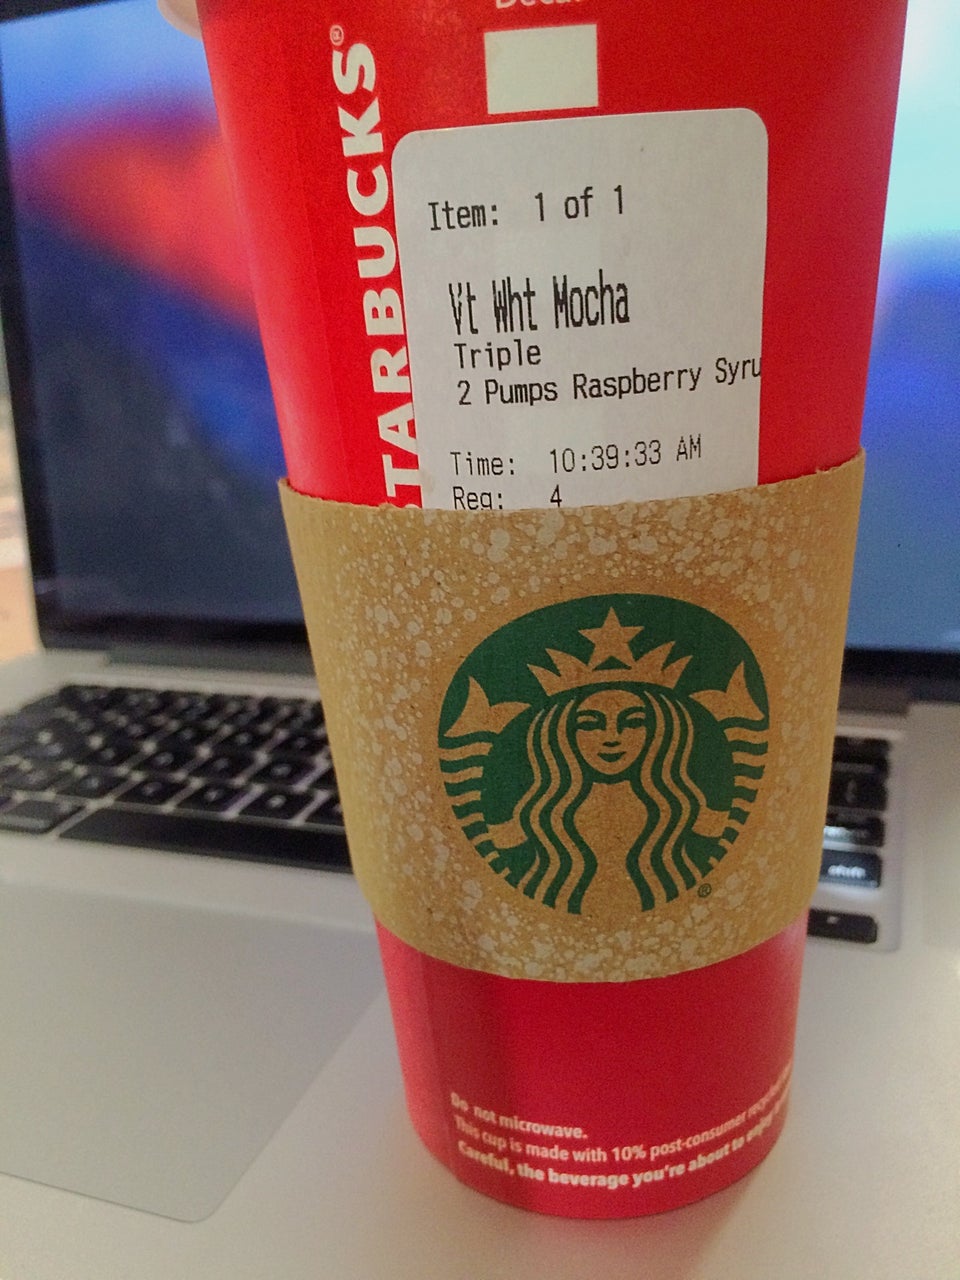 STARBUCKS®
Item: 1 of 1
Vt Wht Mocha
Triple
2 Pumps Raspberry Syru
Time: 10:39:33 AM
Reg: 4
®
Do not microwave.
This cup is made with 10% post-consumer
Careful, the beverage you're about to enjoy
shift